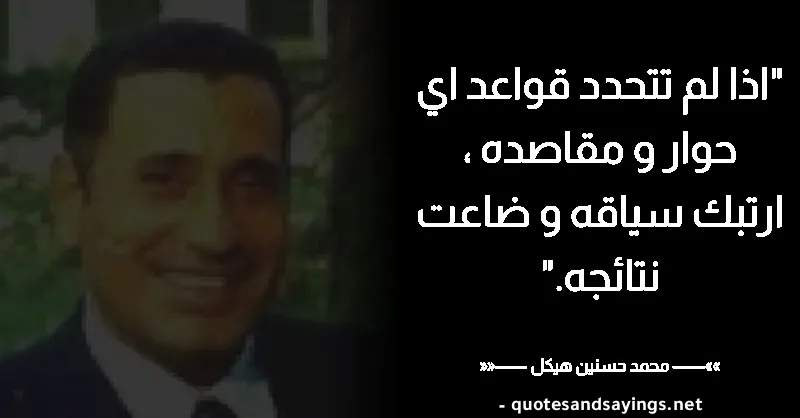 "اذا لم تتحدد قواعد اي
حوار و مقاصده ،
ارتبك سياقه و ضاعت
نتائجه."
»»—— محمد حسنين هيكل ——««
- quotesandsayings.net